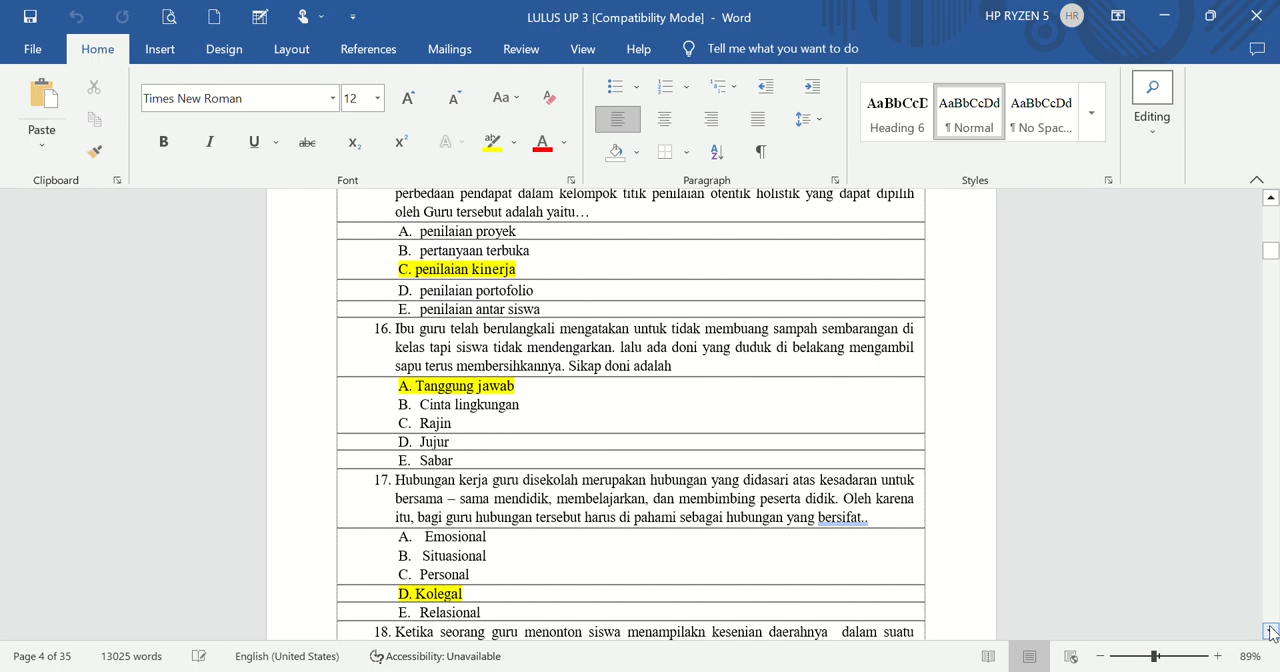 LULUS UP 3 [Compatibility Mode] - Word
HP RYZEN 5
HR
File
Home
Insert
Design
Layout
References
Mailings
Review
View
Help
Tell me what you want to do
Paste
Clipboard
Times New Roman
12
Aa
B I U abc X₂ X² A A
Font
Paragraph
AaBbCcD
Heading 6
AaBbCcDd
¶ Normal
AaBbCcDd
¶ No Spac...
Styles
Editing
perbedaan pendapat dalam kelompok titik penilaian otentik holistik yang dapat dipilih
oleh Guru tersebut adalah yaitu…
A. penilaian proyek
B. pertanyaan terbuka
C. penilaian kinerja
D. penilaian portofolio
E. penilaian antar siswa
16. Ibu guru telah berulangkali mengatakan untuk tidak membuang sampah sembarangan di
kelas tapi siswa tidak mendengarkan. lalu ada doni yang duduk di belakang mengambil
sapu terus membersihkannya. Sikap doni adalah
A. Tanggung jawab
B. Cinta lingkungan
C. Rajin
D. Jujur
E. Sabar
17. Hubungan kerja guru disekolah merupakan hubungan yang didasari atas kesadaran untuk
bersama – sama mendidik, membelajarkan, dan membimbing peserta didik. Oleh karena
itu, bagi guru hubungan tersebut harus di pahami sebagai hubungan yang bersifat..
A. Emosional
B. Situasional
C. Personal
D. Kolegal
E. Relasional
18. Ketika seorang guru menonton siswa menampilakn kesenian daerahnya dalam suatu
Page 4 of 35
13025 words
English (United States)
Accessibility: Unavailable
89%